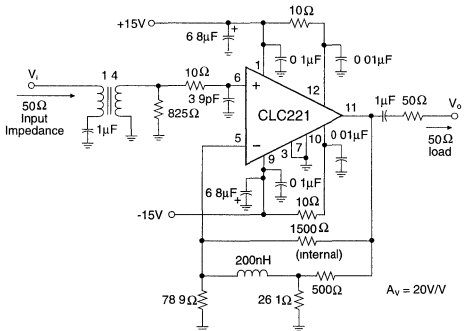 +15V
10Ω
6 8µF
+
0 1µF
0 01µF
1
12
Vi
1 4
10Ω
6
+
CLC221
11
1µF
50Ω
Vo
50Ω
Input
Impedance
1µF
825Ω
3 9pF
5
−
9
3
7
10
0 01µF
50Ω
load
6 8µF
+
0 1µF
10Ω
-15V
1500Ω
(internal)
200nH
500Ω
78 9Ω
26 1Ω
AV = 20V/V